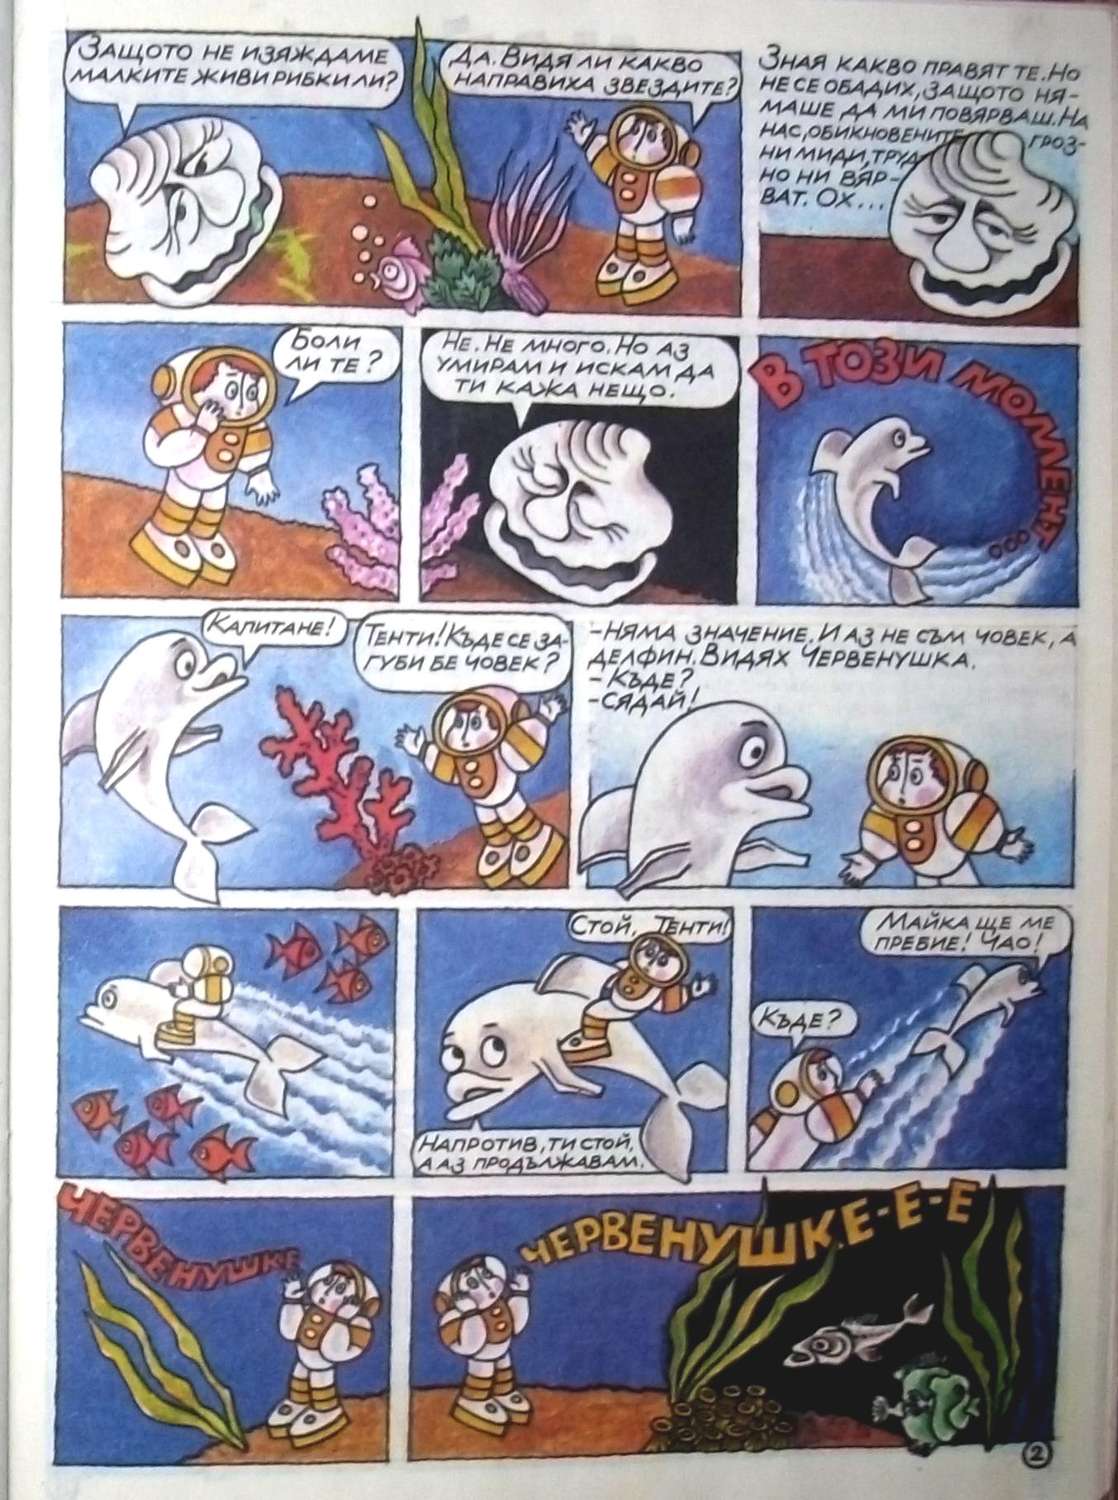 ЗАЩОТО НЕ ИЗЯЖДАМЕ
МАЛКИТЕ ЖИВИ РИБКИ ЛИ?
ДА. ВИДЯ ЛИ КАКВО
НАПРАВИХА ЗВЕЗДИТЕ?
ЗНАЯ КАКВО ПРАВЯТ ТЕ. НО
НЕ СЕ ОБАДИХ, ЗАЩОТО НЯ-
МАШЕ ДА МИ ПОВЯРВАШ. НА
НАС, ОБИКНОВЕНИТЕ ГРОЗ-
НИ МИДИ, ТРУД
НО НИ ВЯР-
ВАТ. ОХ...
БОЛИ
ЛИ ТЕ?
НЕ. НЕ МНОГО. НО АЗ
УМИРАМ И ИСКАМ ДА
ТИ КАЖА НЕЩО.
В ТОЗИ МОМЕНТ...
КАПИТАНЕ!
ТЕНТИ! КЪДЕ СЕ ЗА-
ГУБИ БЕ ЧОВЕК?
-НЯМА ЗНАЧЕНИЕ. И АЗ НЕ СЪМ ЧОВЕК, А
ДЕЛФИН. ВИДЯХ ЧЕРВЕНУШКА.
- КЪДЕ?
-СЯДАЙ!
СТОЙ, ТЕНТИ!
НАПРОТИВ, ТИ СТОЙ,
А АЗ ПРОДЪЛЖАВАМ.
МАЙКА ЩЕ МЕ
ПРЕБИЕ! ЧАО!
КЪДЕ?
ЧЕРВЕНУШКЕ
ЧЕРВЕНУШКЕ-Е-Е
2